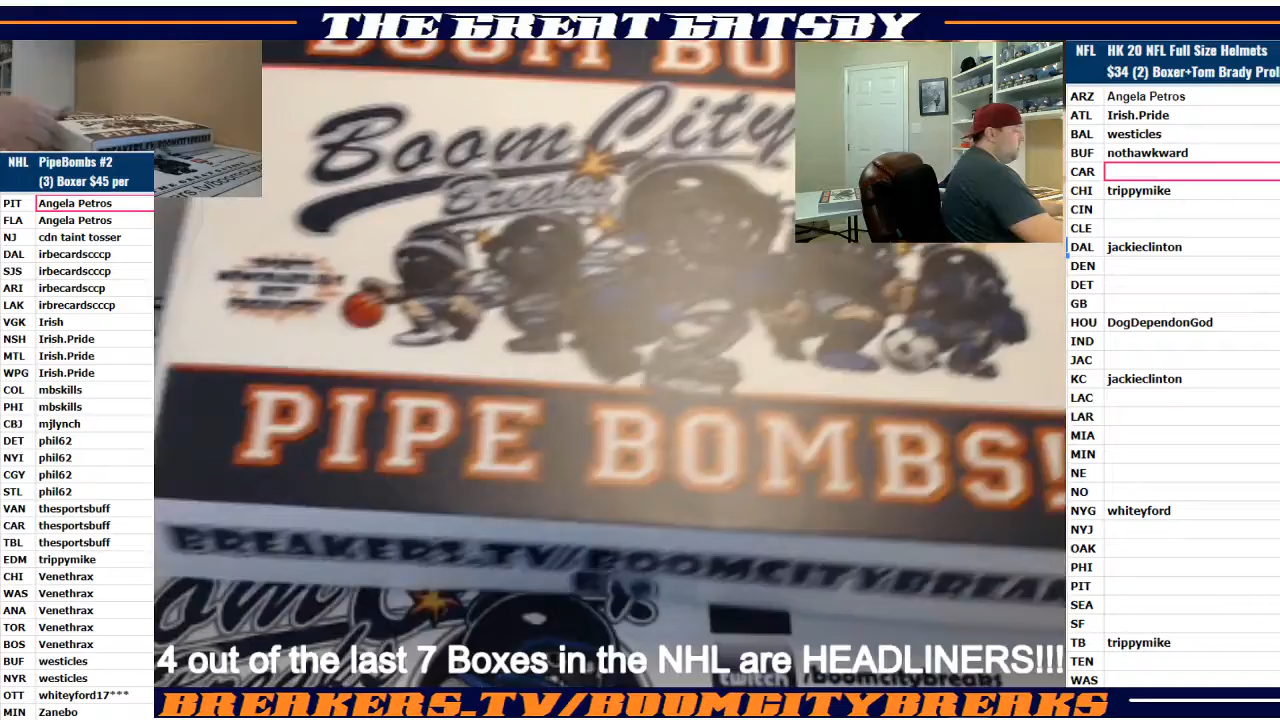 THE GREAT GATSBY
NHL PipeBombs #2
(3) Boxer $45 per
PIT Angela Petros
FLA Angela Petros
NJ cdn taint tosser
DAL irbecardscccp
SJS irbecardscccp
ARI irbecardsccp
LAK irbrecardscccp
VGK Irish
NSH Irish.Pride
MTL Irish.Pride
WPG Irish.Pride
COL mbskills
PHI mbskills
CBJ mjlynch
DET phil62
NYI phil62
CGY phil62
STL phil62
VAN thesportsbuff
CAR thesportsbuff
TBL thesportsbuff
EDM trippymike
CHI Venethrax
WAS Venethrax
ANA Venethrax
TOR Venethrax
BOS Venethrax
BUF westicles
NYR westicles
OTT whiteyford17***
MIN Zanebo
BOOM BO
Boom City
Breaks
PIPE BOMBS!
BREAKERS.TV/BOOMCITYBREAK
4 out of the last 7 Boxes in the NHL are HEADLINERS!!!
twitch /boomcitybreaks
NFL HK 20 NFL Full Size Helmets
$34 (2) Boxer+Tom Brady Prol
ARZ Angela Petros
ATL Irish.Pride
BAL westicles
BUF nothawkward
CAR
CHI trippymike
CIN
CLE
DAL jackieclinton
DEN
DET
GB
HOU DogDependonGod
IND
JAC
KC jackieclinton
LAC
LAR
MIA
MIN
NE
NO
NYG whiteyford
NYJ
OAK
PHI
PIT
SEA
SF
TB trippymike
TEN
WAS
BREAKERS.TV/BOOMCITYBREAKS